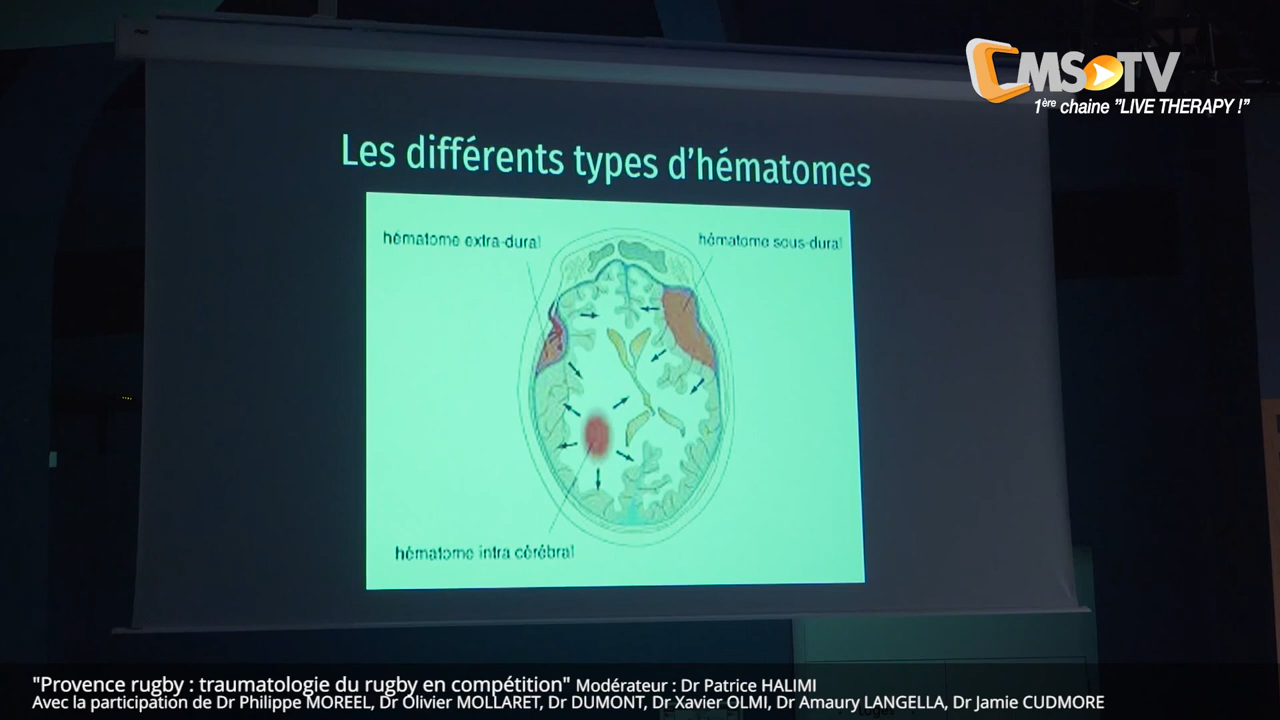 CMS TV
1ère chaine "LIVE THERAPY !"
Les différents types d'hématomes
hématome extra-dural
hématome sous-dural
hématome intra cérébral
"Provence rugby : traumatologie du rugby en compétition" Modérateur : Dr Patrice HALIMI
Avec la participation de Dr Philippe MOREEL, Dr Olivier MOLLARET, Dr DUMONT, Dr Xavier OLMI, Dr Amaury LANGELLA, Dr Jamie CUDMORE